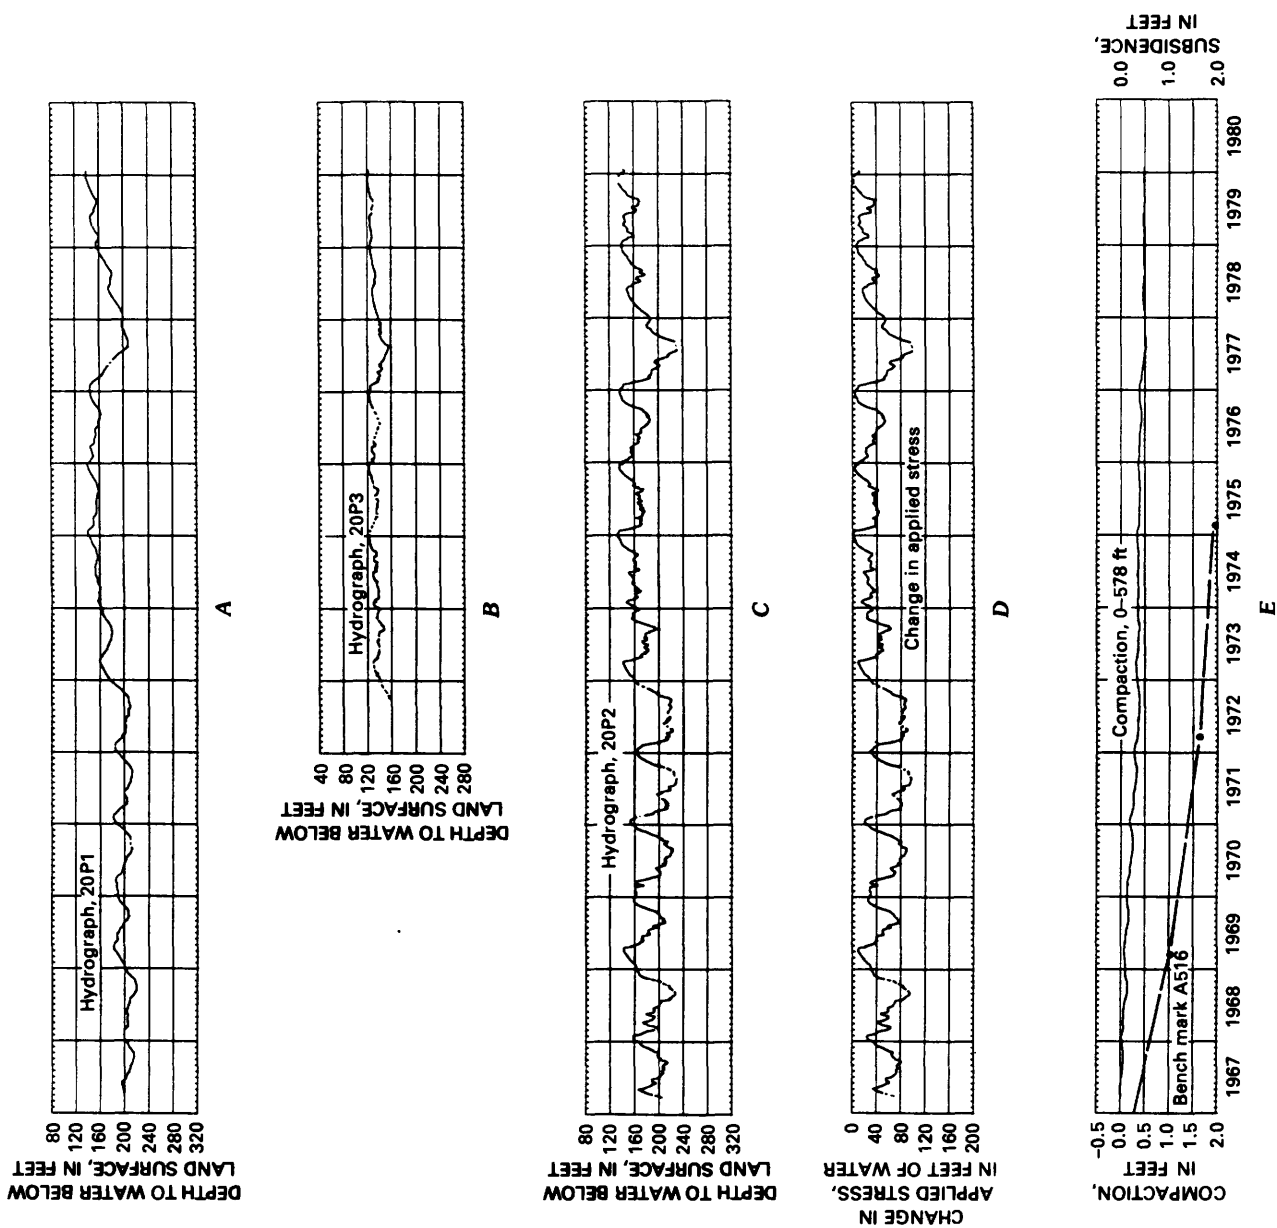 80
120
160
200
240
280
320
DEPTH TO WATER BELOW
LAND SURFACE, IN FEET
Hydrograph, 20P1
A
40
80
120
160
200
240
280
DEPTH TO WATER BELOW
LAND SURFACE, IN FEET
Hydrograph, 20P3
B
80
120
160
200
240
280
320
DEPTH TO WATER BELOW
LAND SURFACE, IN FEET
Hydrograph, 20P2
C
0
40
80
120
160
200
CHANGE IN
APPLIED STRESS,
IN FEET OF WATER
Change in applied stress
D
-0.5
0.0
0.5
1.0
1.5
2.0
COMPACTION,
IN FEET
Compaction, 0–578 ft
Bench mark A516
SUBSIDENCE,
IN FEET
0.0
1.0
2.0
1967 1968 1969 1970 1971 1972 1973 1974 1975 1976 1977 1978 1979 1980
E